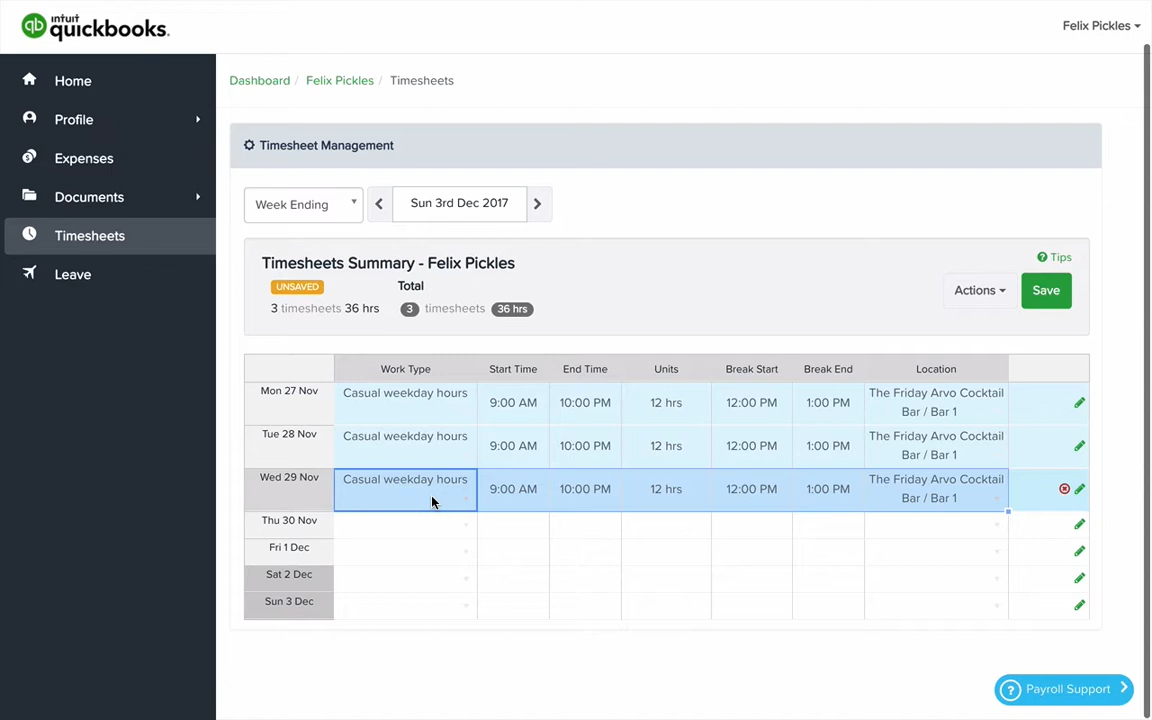 intuit
quickbooks.
Felix Pickles
Home
Profile
Expenses
Documents
Timesheets
Leave
Dashboard / Felix Pickles / Timesheets
Timesheet Management
Week Ending
Sun 3rd Dec 2017
Timesheets Summary - Felix Pickles
Tips
UNSAVED
Total
3 timesheets 36 hrs
3 timesheets 36 hrs
Actions
Save
Work Type Start Time End Time Units Break Start Break End Location
Mon 27 Nov Casual weekday hours 9:00 AM 10:00 PM 12 hrs 12:00 PM 1:00 PM The Friday Arvo Cocktail
Bar / Bar 1
Tue 28 Nov Casual weekday hours 9:00 AM 10:00 PM 12 hrs 12:00 PM 1:00 PM The Friday Arvo Cocktail
Bar / Bar 1
Wed 29 Nov Casual weekday hours 9:00 AM 10:00 PM 12 hrs 12:00 PM 1:00 PM The Friday Arvo Cocktail
Bar / Bar 1
Thu 30 Nov
Fri 1 Dec
Sat 2 Dec
Sun 3 Dec
? Payroll Support